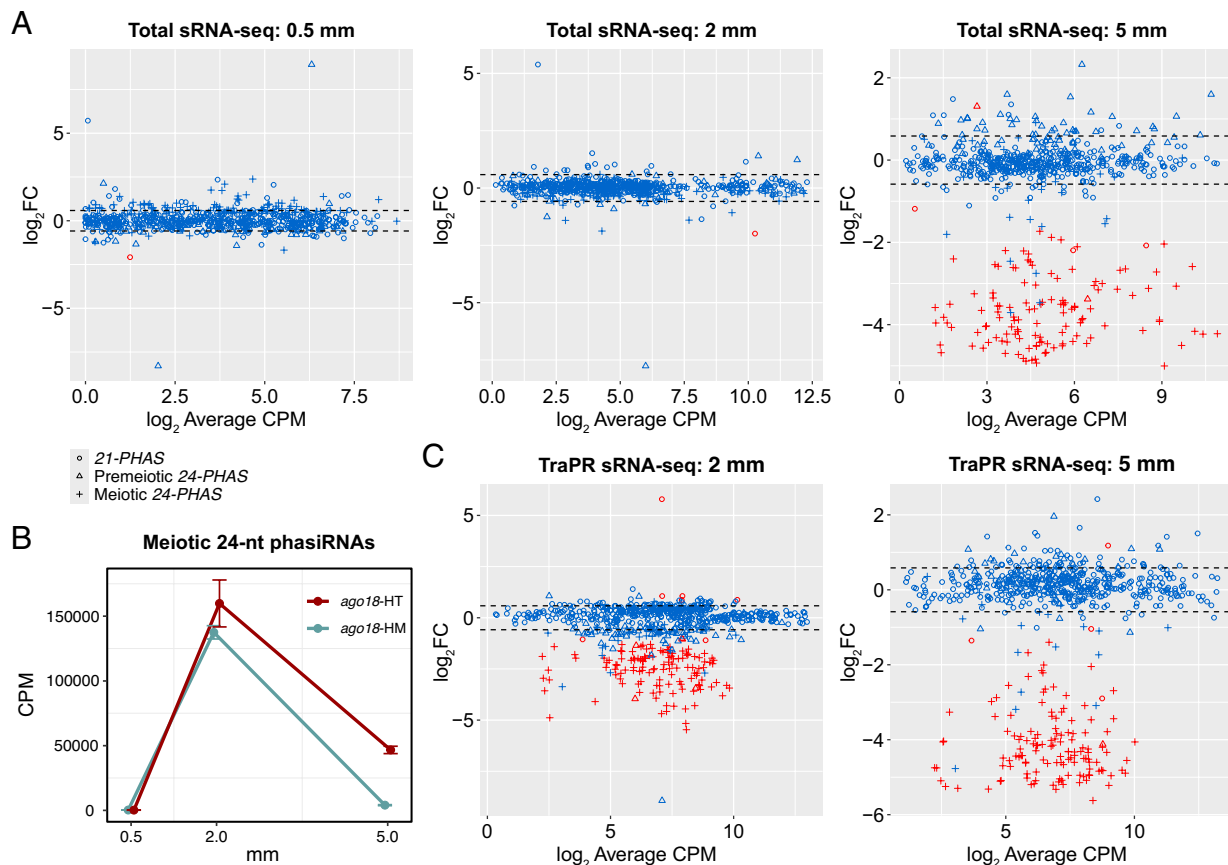 A
Total sRNA-seq: 0.5 mm
5
0
−5
log2FC
0.0 2.5 5.0 7.5
log2 Average CPM
Total sRNA-seq: 2 mm
5
0
−5
log2FC
0.0 2.5 5.0 7.5 10.0 12.5
log2 Average CPM
Total sRNA-seq: 5 mm
2
0
−2
−4
log2FC
3 6 9
log2 Average CPM
21-PHAS
Premeiotic 24-PHAS
Meiotic 24-PHAS
B
Meiotic 24-nt phasiRNAs
150000
100000
50000
0
CPM
ago18-HT
ago18-HM
0.5 2.0 5.0
mm
C
TraPR sRNA-seq: 2 mm
5
0
−5
log2FC
0 5 10
log2 Average CPM
TraPR sRNA-seq: 5 mm
2
0
−2
−4
−6
log2FC
5 10
log2 Average CPM